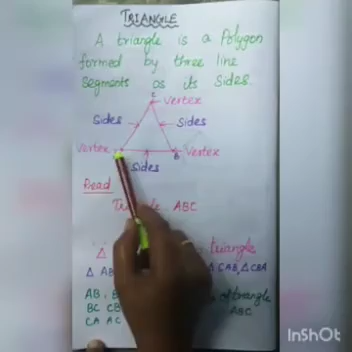 TRIANGLE
A triangle is a Polygon
formed by three line
segments as its sides.
C
Vertex
Sides
Sides
Vertex
B
Vertex
Sides
Read
ABC
Δ
triangle
Δ AB
Δ CAB, Δ CBA
AB, B
of triangle
BC CB
ABC
CA AC
InShOt